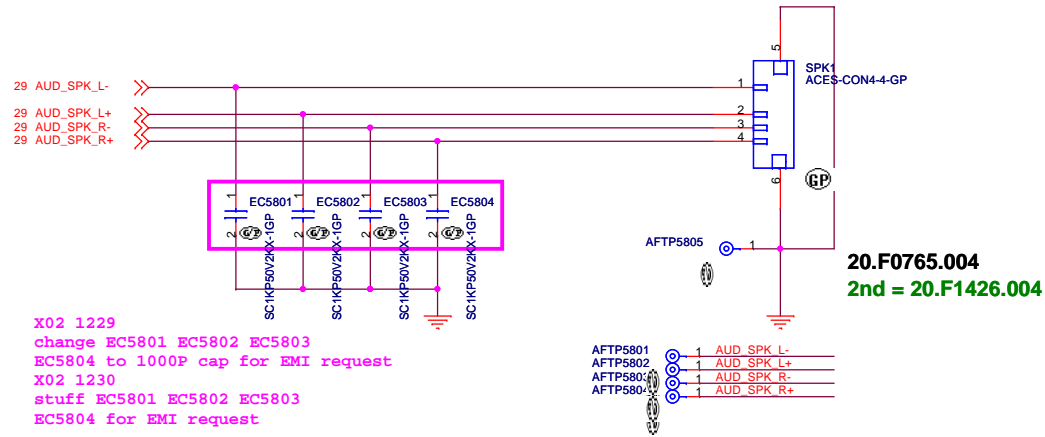 5
SPK1
ACES-CON4-4-GP
29 AUD_SPK_L-
1
29 AUD_SPK_L+
2
29 AUD_SPK_R-
3
29 AUD_SPK_R+
4
6
GP
1
EC5801
1
EC5802
1
EC5803
1
EC5804
2
2
2
2
SC1KP50V2KX-1GP
SC1KP50V2KX-1GP
SC1KP50V2KX-1GP
SC1KP50V2KX-1GP
AFTP5805
1
20.F0765.004
2nd = 20.F1426.004
X02 1229
change EC5801 EC5802 EC5803
EC5804 to 1000P cap for EMI request
X02 1230
stuff EC5801 EC5802 EC5803
EC5804 for EMI request
AFTP5801
1 AUD_SPK_L-
AFTP5802
1 AUD_SPK_L+
AFTP5803
1 AUD_SPK_R-
AFTP5804
1 AUD_SPK_R+